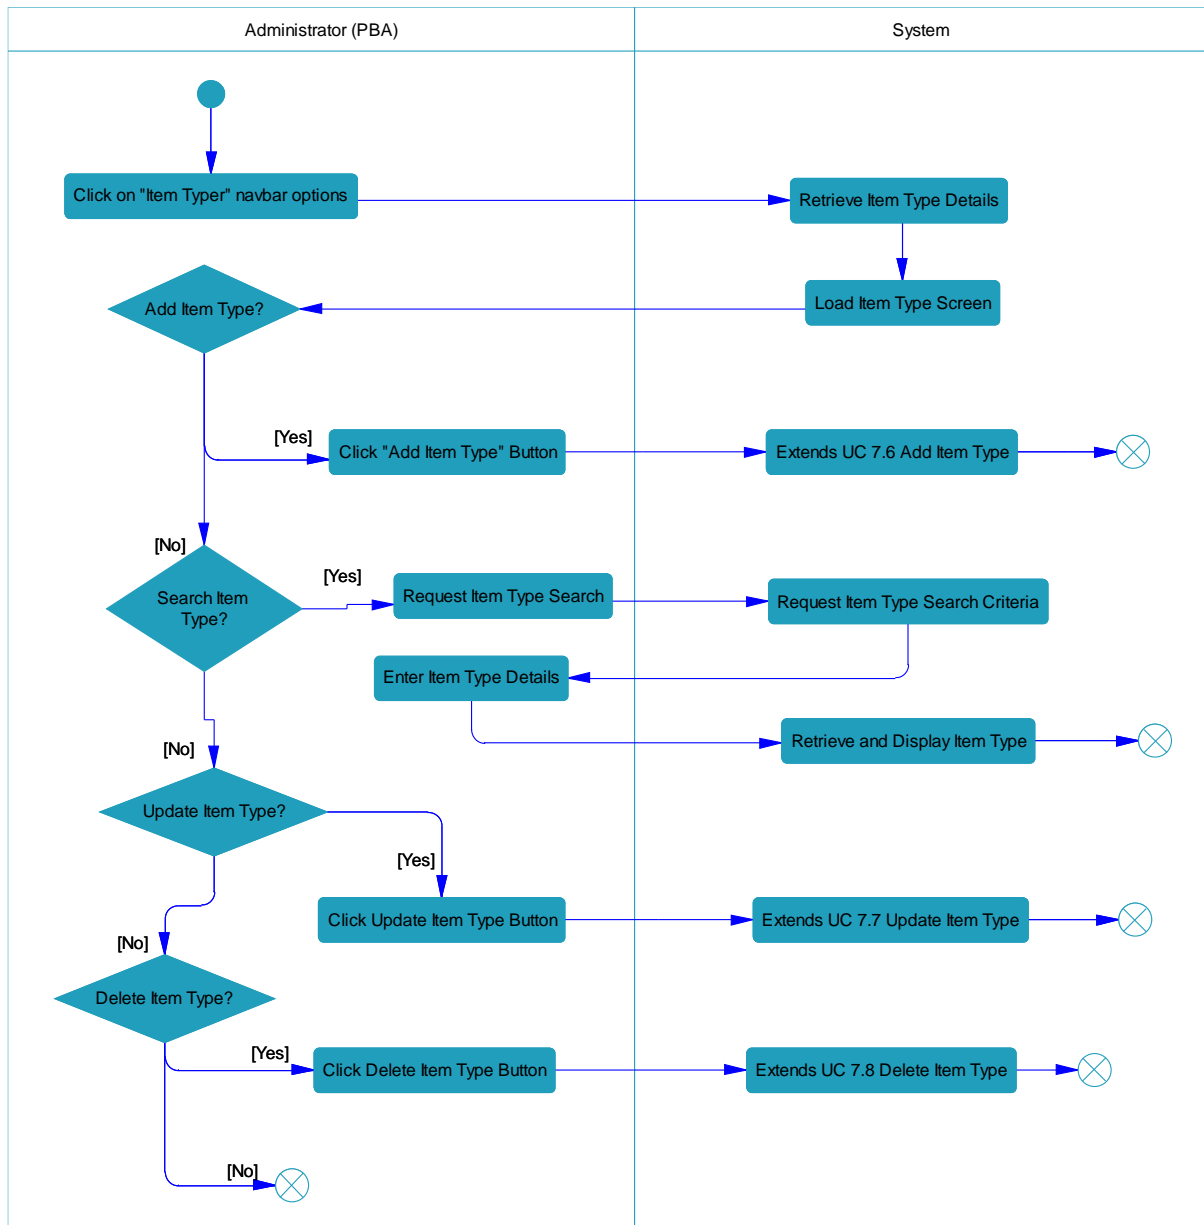 Administrator (PBA)
System
Click on "Item Typer" navbar options
Retrieve Item Type Details
Add Item Type?
Load Item Type Screen
[Yes]
Click "Add Item Type" Button
Extends UC 7.6 Add Item Type
[No]
Search Item
Type?
[Yes]
Request Item Type Search
Request Item Type Search Criteria
Enter Item Type Details
[No]
Retrieve and Display Item Type
Update Item Type?
[Yes]
Click Update Item Type Button
Extends UC 7.7 Update Item Type
[No]
Delete Item Type?
[Yes]
Click Delete Item Type Button
Extends UC 7.8 Delete Item Type
[No]